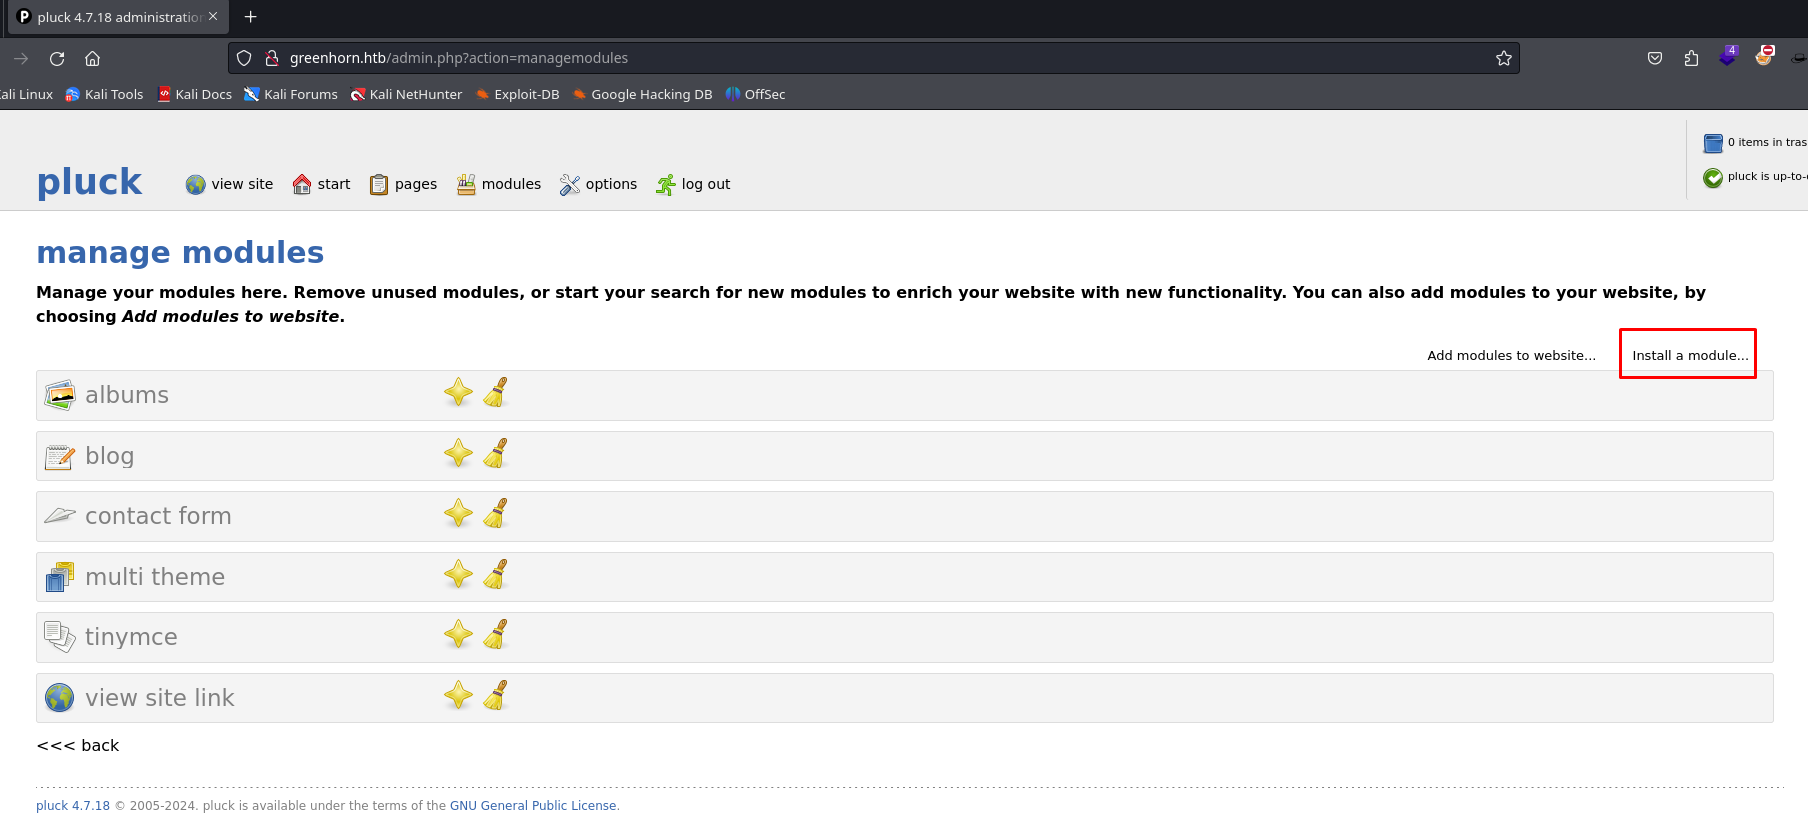 pluck 4.7.18 administration
greenhorn.htb/admin.php?action=managemodules
4
ali Linux Kali Tools Kali Docs Kali Forums Kali NetHunter Exploit-DB Google Hacking DB OffSec
0 items in tras
pluck view site start pages modules options log out
pluck is up-to-
manage modules
Manage your modules here. Remove unused modules, or start your search for new modules to enrich your website with new functionality. You can also add modules to your website, by
choosing Add modules to website.
Add modules to website... Install a module...
albums
blog
contact form
multi theme
tinymce
view site link
<<< back
pluck 4.7.18 © 2005-2024. pluck is available under the terms of the GNU General Public License.